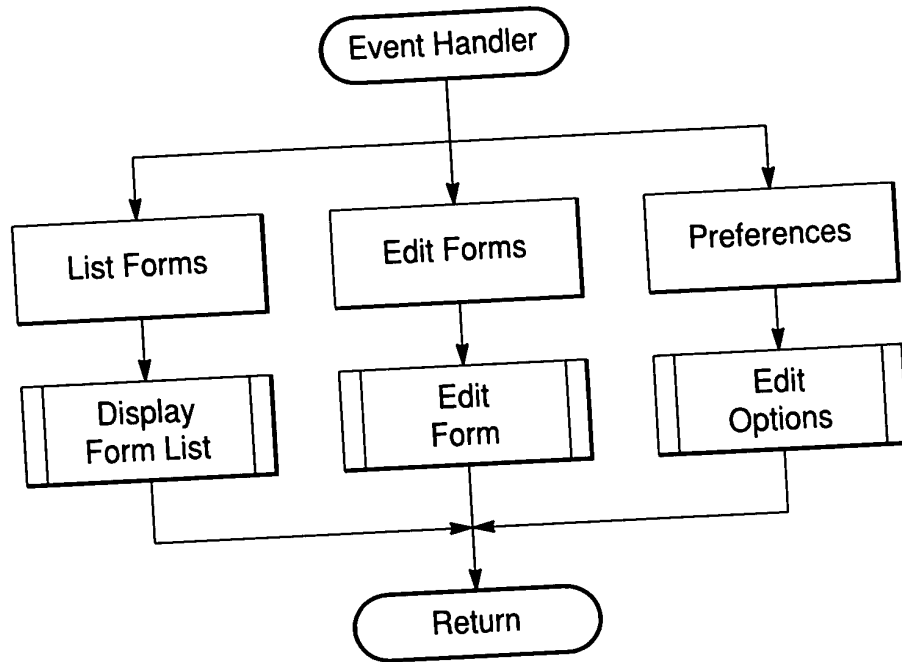 Event Handler
List Forms
Edit Forms
Preferences
Display
Form List
Edit
Form
Edit
Options
Return